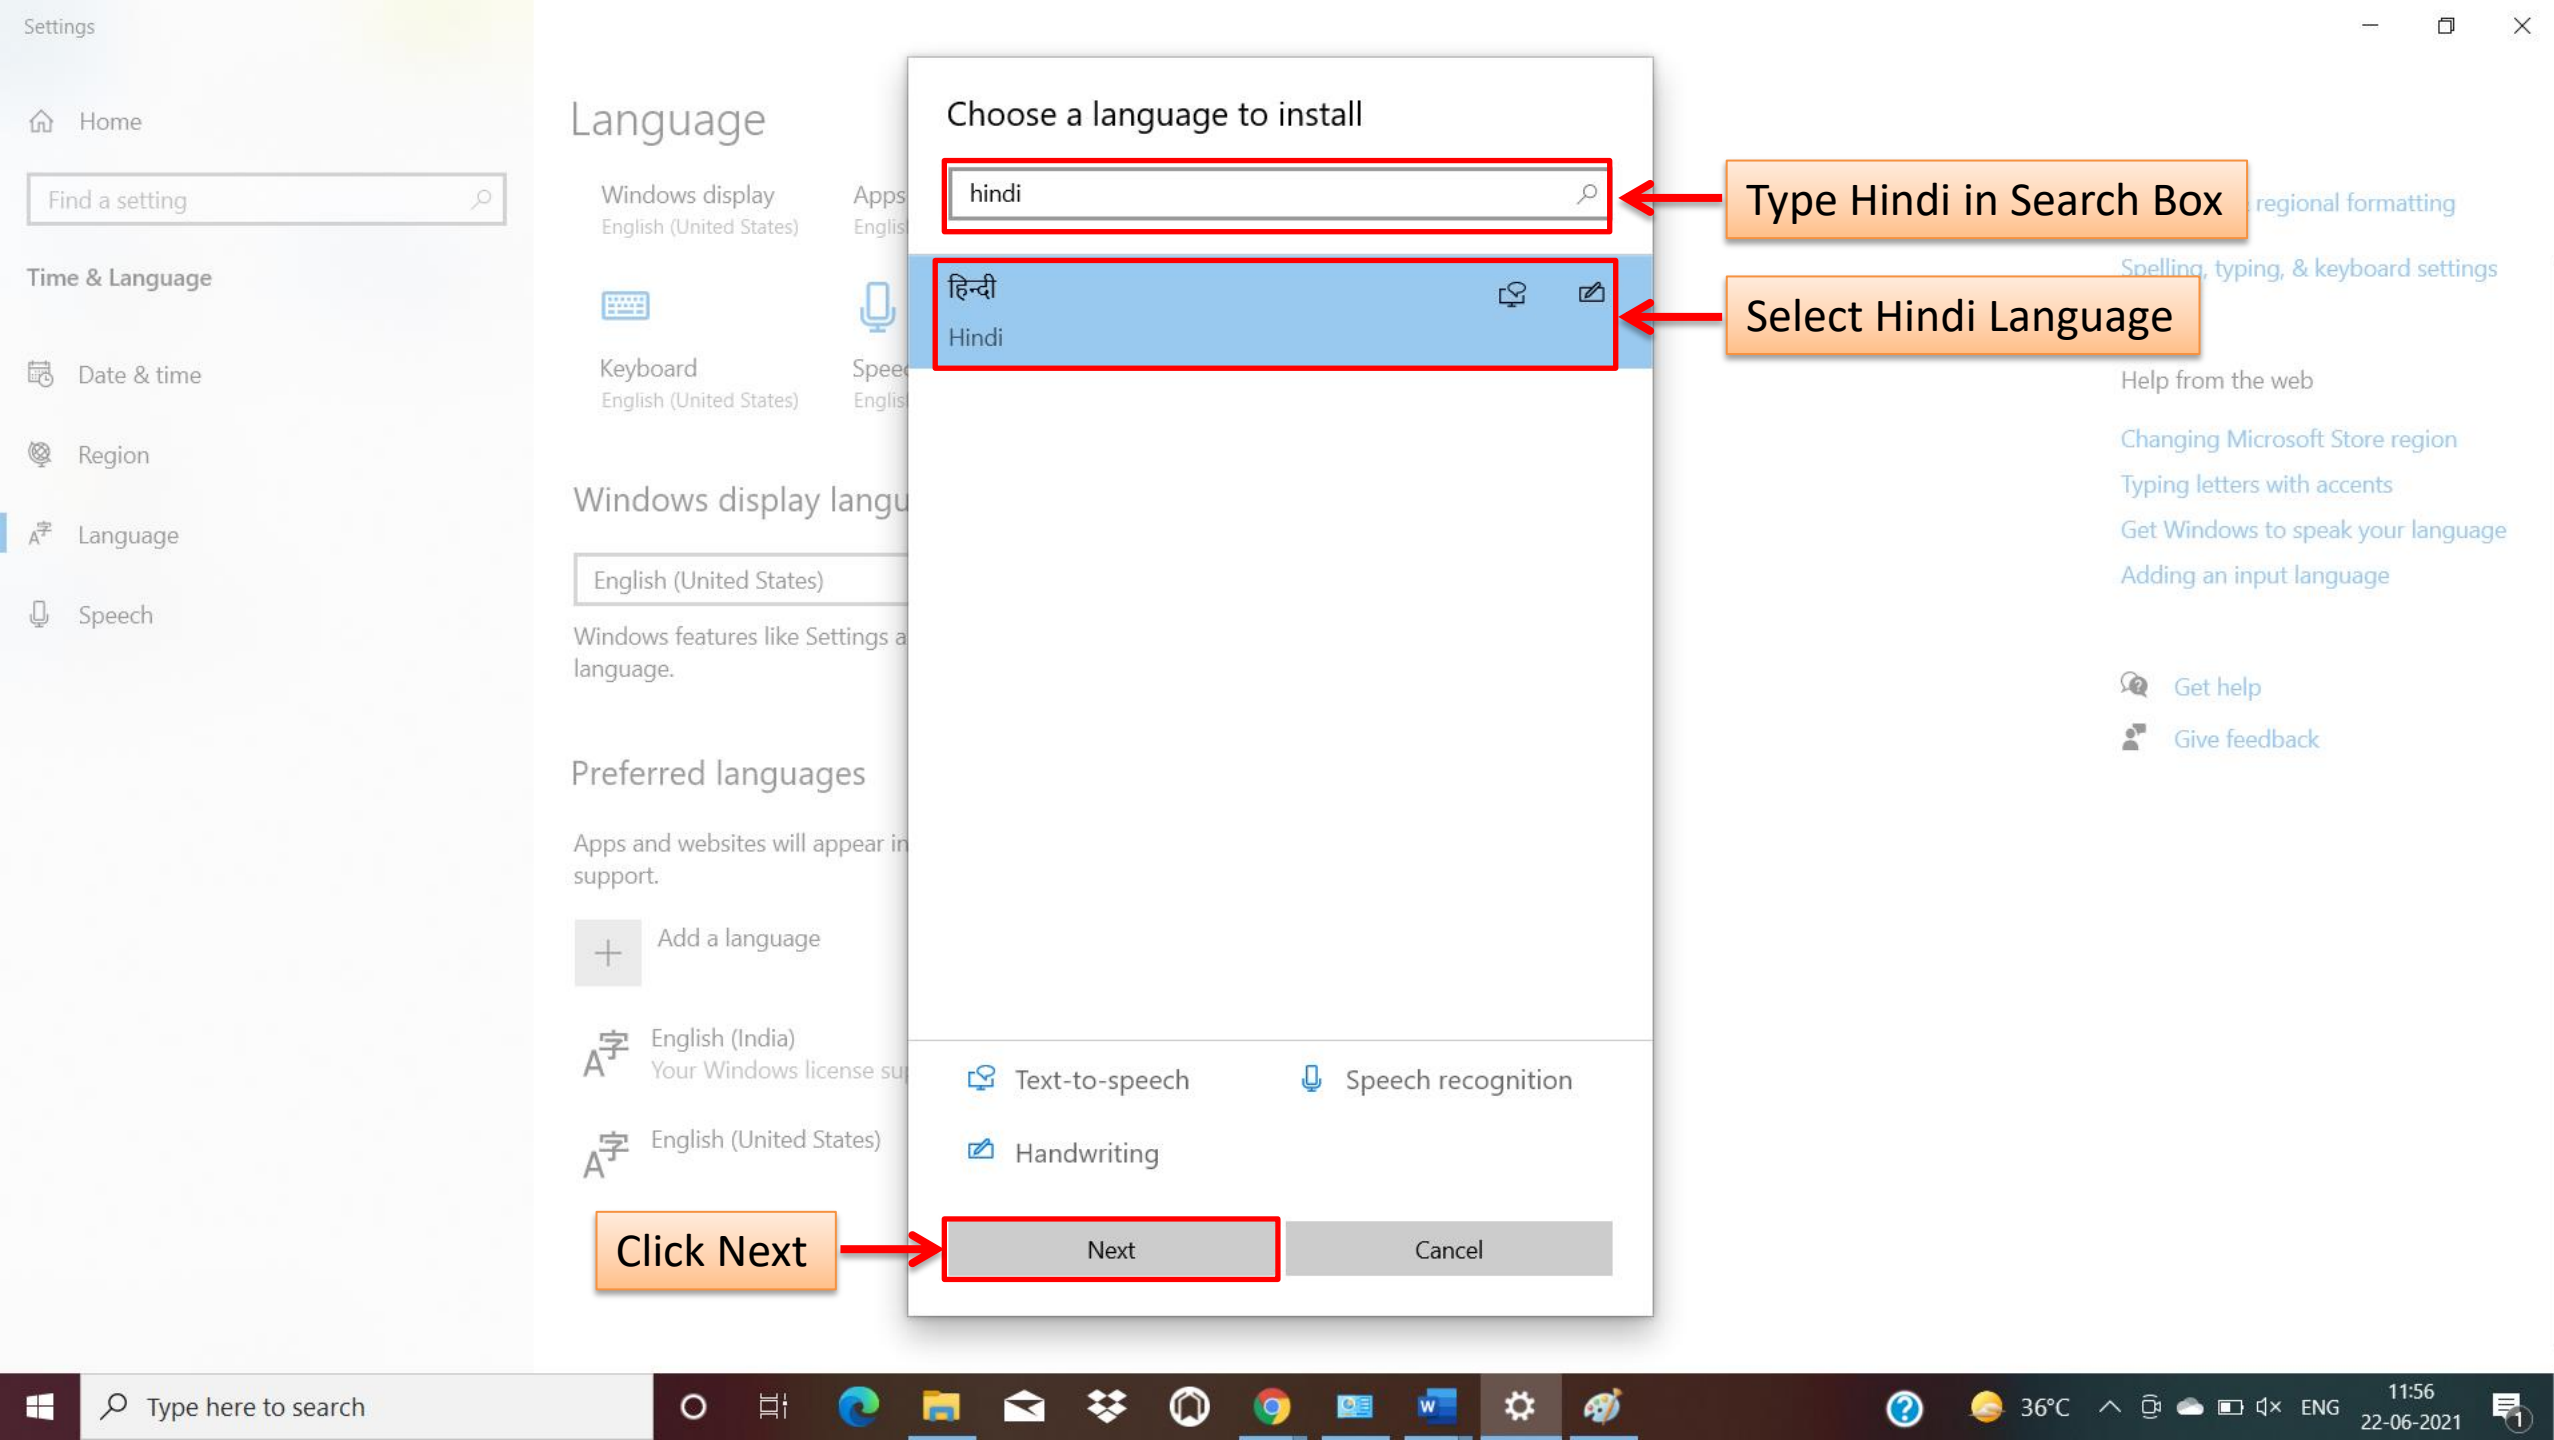 Settings
Home
Find a setting
Time & Language
Date & time
Region
Language
Speech
Language
Windows display
English (United States)
Apps
Englis
Keyboard
English (United States)
Speec
Englis
Windows display langu
English (United States)
Windows features like Settings a
language.
Preferred languages
Apps and websites will appear in
support.
Add a language
English (India)
Your Windows license su
English (United States)
Click Next
Choose a language to install
hindi
हिन्दी
Hindi
Text-to-speech
Speech recognition
Handwriting
Next
Cancel
Type Hindi in Search Box
Select Hindi Language
regional formatting
Spelling, typing, & keyboard settings
Help from the web
Changing Microsoft Store region
Typing letters with accents
Get Windows to speak your language
Adding an input language
Get help
Give feedback
Type here to search
36°C
ENG
11:56
22-06-2021
1